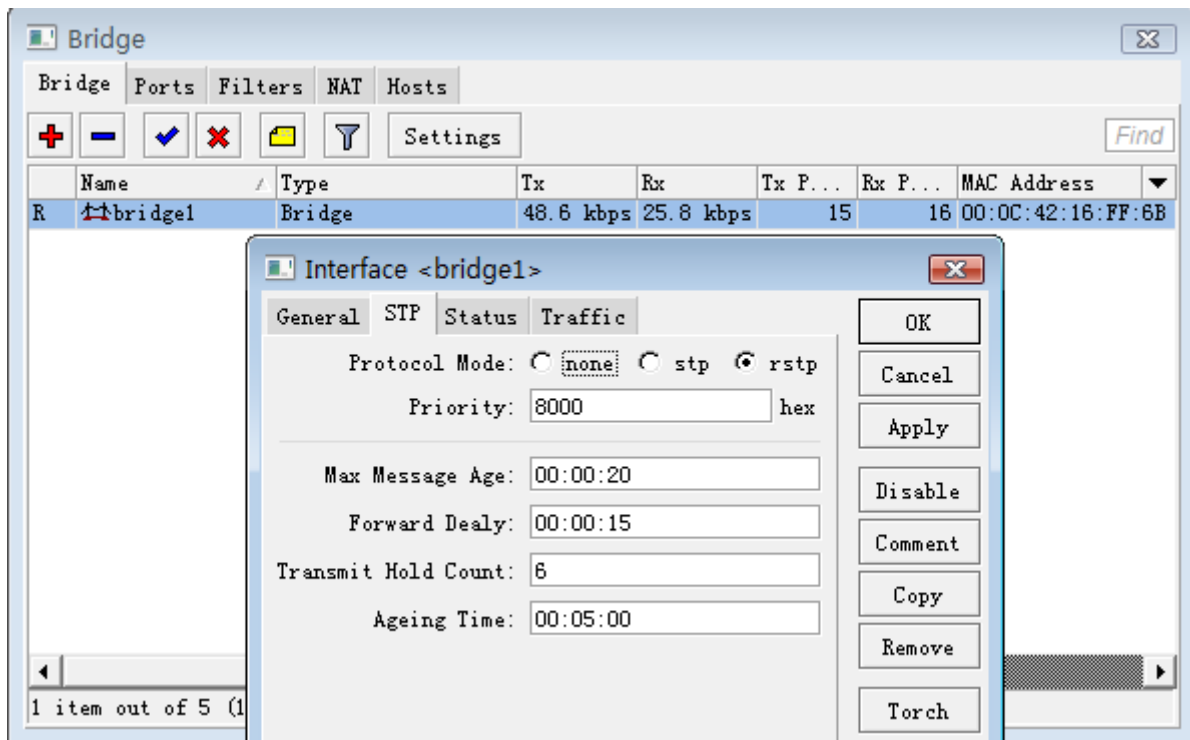 Bridge
Bridge Ports Filters NAT Hosts
Settings Find
Name Type Tx Rx Tx P... Rx P... MAC Address
R bridge1 Bridge 48.6 kbps 25.8 kbps 15 16 00:0C:42:16:FF:6B
Interface <bridge1>
General STP Status Traffic
OK
Protocol Mode: none stp rstp
Cancel
Priority: 8000 hex
Apply
Max Message Age: 00:00:20
Disable
Forward Dealy: 00:00:15
Comment
Transmit Hold Count: 6
Copy
Ageing Time: 00:05:00
Remove
1 item out of 5 (1
Torch